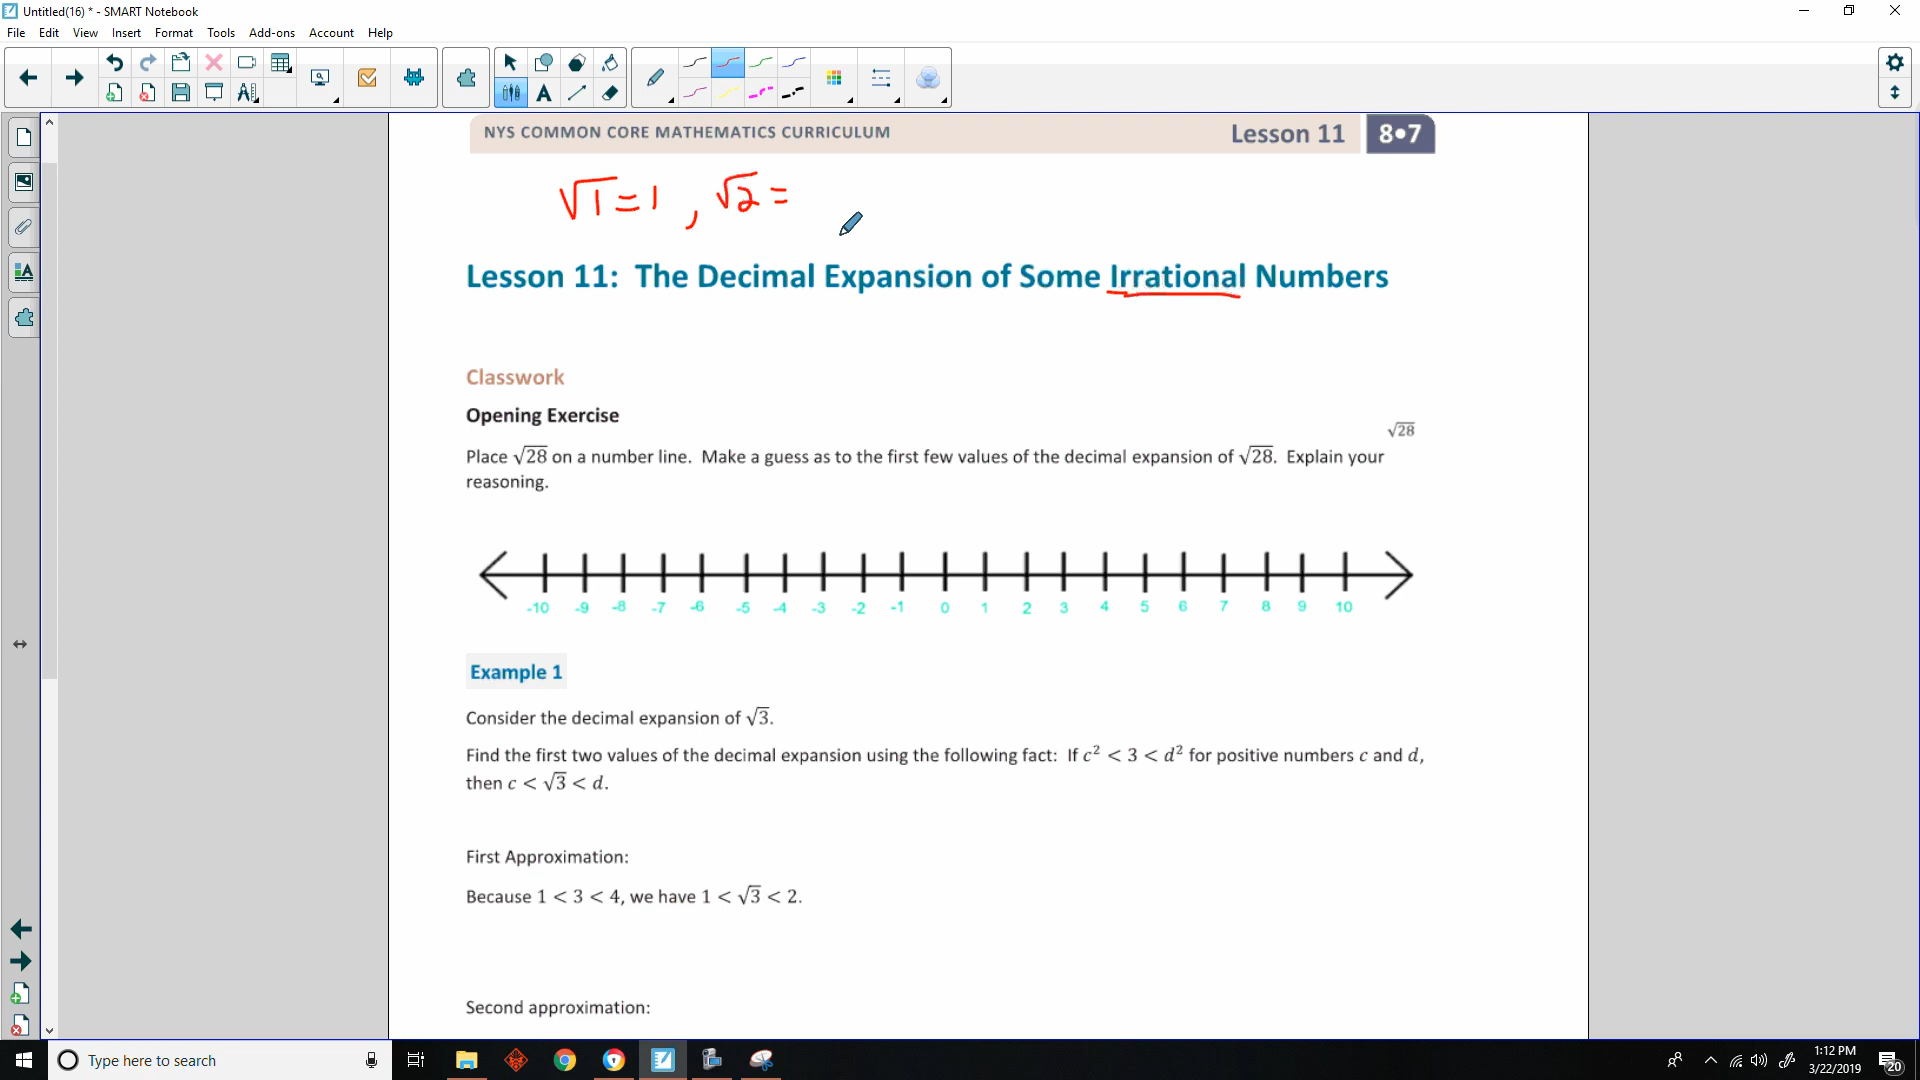 Untitled(16) * - SMART Notebook
File Edit View Insert Format Tools Add-ons Account Help
NYS COMMON CORE MATHEMATICS CURRICULUM Lesson 11 8•7
√1 = 1 , √2 =
Lesson 11: The Decimal Expansion of Some Irrational Numbers
Classwork
Opening Exercise
√28
Place √28 on a number line. Make a guess as to the first few values of the decimal expansion of √28. Explain your
reasoning.
-10 -9 -8 -7 -6 -5 -4 -3 -2 -1 0 1 2 3 4 5 6 7 8 9 10
Example 1
Consider the decimal expansion of √3.
Find the first two values of the decimal expansion using the following fact: If c² < 3 < d² for positive numbers c and d,
then c < √3 < d.
First Approximation:
Because 1 < 3 < 4, we have 1 < √3 < 2.
Second approximation:
Type here to search
1:12 PM
3/22/2019
20